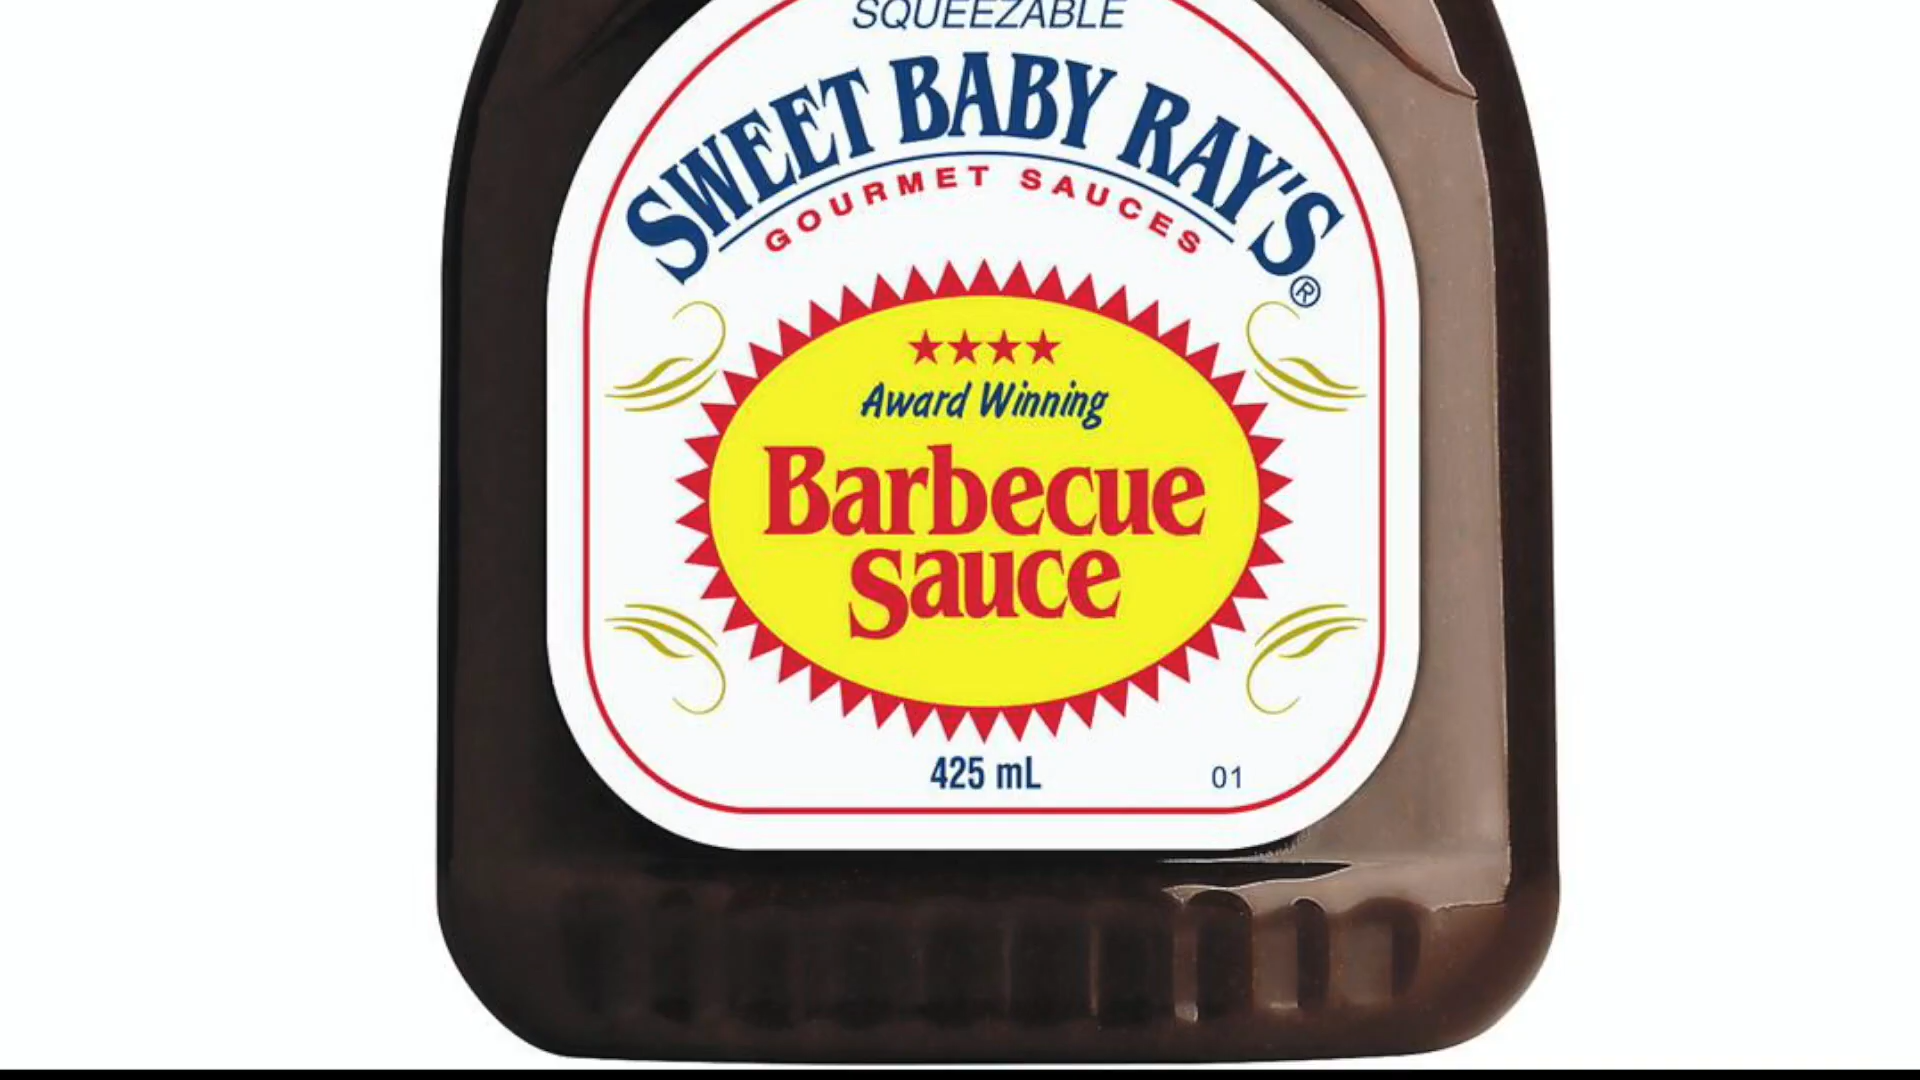 SQUEEZABLE
SWEET BABY RAY'S®
GOURMET SAUCES
Award Winning
Barbecue
Sauce
425 mL
01